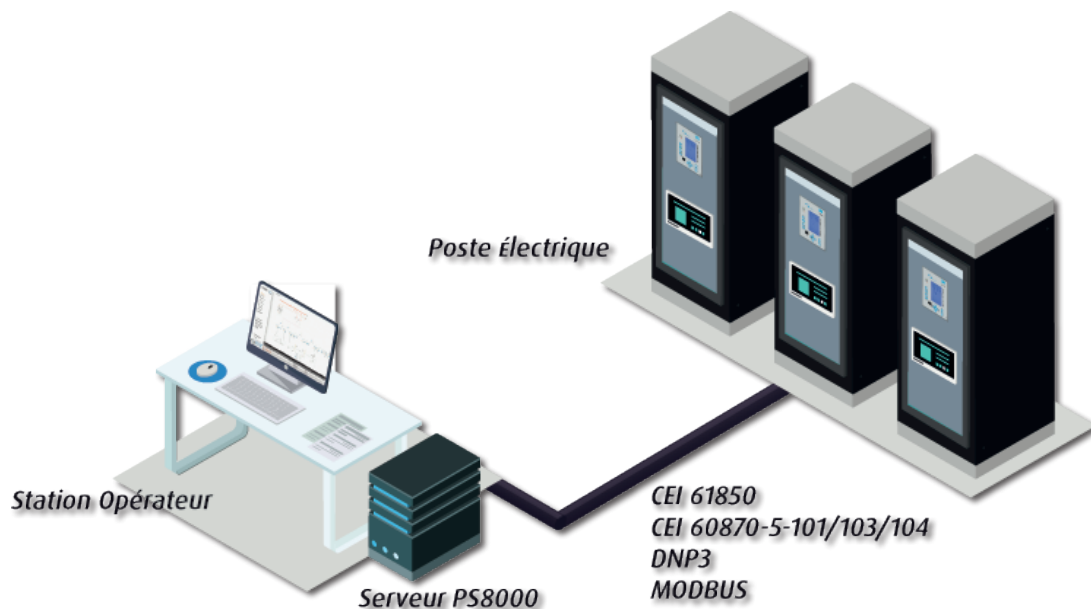 Poste Électrique
Station Opérateur
Serveur PS8000
CEI 61850
CEI 60870-5-101/103/104
DNP3
MODBUS